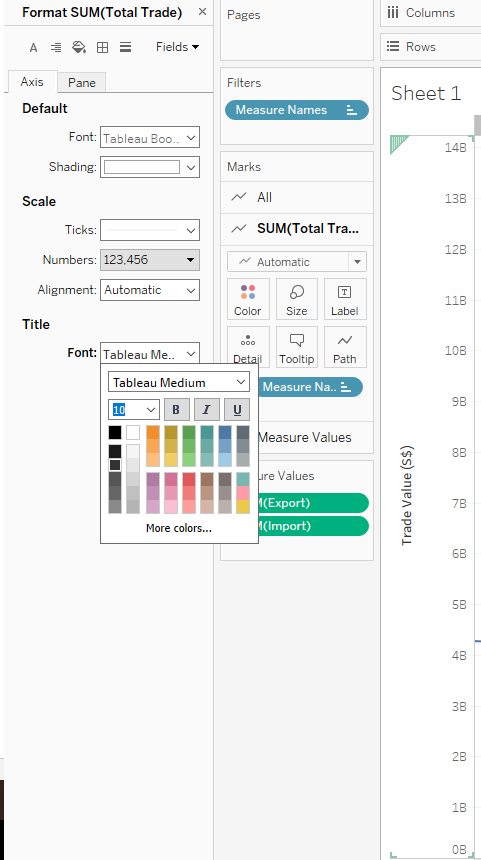 Format SUM(Total Trade) ×
A
Fields
Axis
Pane
Default
Font: Tableau Boo..
Shading:
Scale
Ticks:
Numbers: 123,456
Alignment: Automatic
Title
Font: Tableau Me..
Tableau Medium
10
B I U
More colors...
Pages
Filters
Measure Names
Marks
All
SUM(Total Tra...
Automatic
Color
Size
T
Label
Detail
Tooltip
Path
Measure Na..
Measure Values
ure Values
M(Export)
M(Import)
Columns
Rows
Sheet 1
Trade Value (S$)
14B
13B
12B
11B
10B
9B
8B
7B
6B
5B
4B
3B
2B
1B
0B